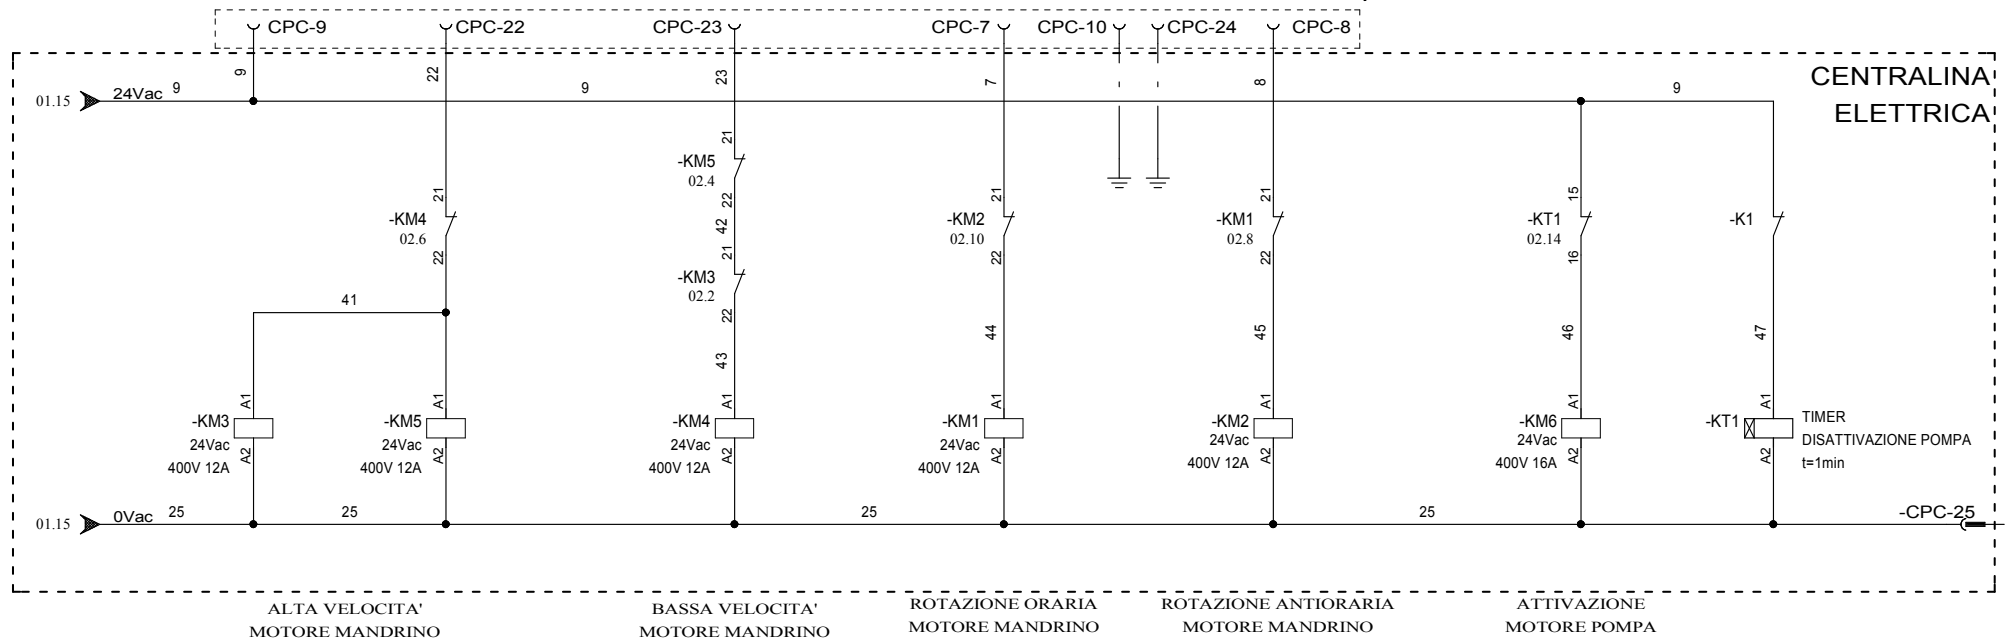 CPC-9 CPC-22 CPC-23 CPC-7 CPC-10 CPC-24 CPC-8
9 22 23 7 8
CENTRALINA
ELETTRICA
01.15 24Vac 9 9 9
21
-KM5
02.4
22
21 21 21 15
-KM4 42 -KM2 -KM1 -KT1 -K1
02.6 02.10 02.8 02.14
22 21 22 22 16
-KM3
02.2
22
41
43 44 45 46 47
A1 A1 A1 A1 A1 A1 A1
-KM3 -KM5 -KM4 -KM1 -KM2 -KM6 -KT1 TIMER
24Vac 24Vac 24Vac 24Vac 24Vac 24Vac DISATTIVAZIONE POMPA
400V 12A 400V 12A 400V 12A 400V 12A 400V 12A 400V 16A t=1min
A2 A2 A2 A2 A2 A2 A2
01.15 0Vac 25 25 25 25 -CPC-25
ALTA VELOCITA'
MOTORE MANDRINO
BASSA VELOCITA'
MOTORE MANDRINO
ROTAZIONE ORARIA
MOTORE MANDRINO
ROTAZIONE ANTIORARIA
MOTORE MANDRINO
ATTIVAZIONE
MOTORE POMPA